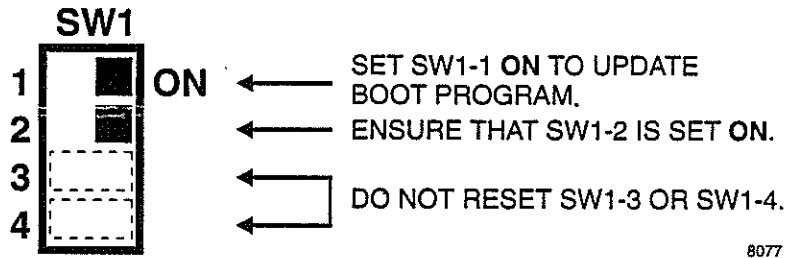 SW1
1 ON SET SW1-1 ON TO UPDATE
BOOT PROGRAM.
2 ENSURE THAT SW1-2 IS SET ON.
3
DO NOT RESET SW1-3 OR SW1-4.
4
8077